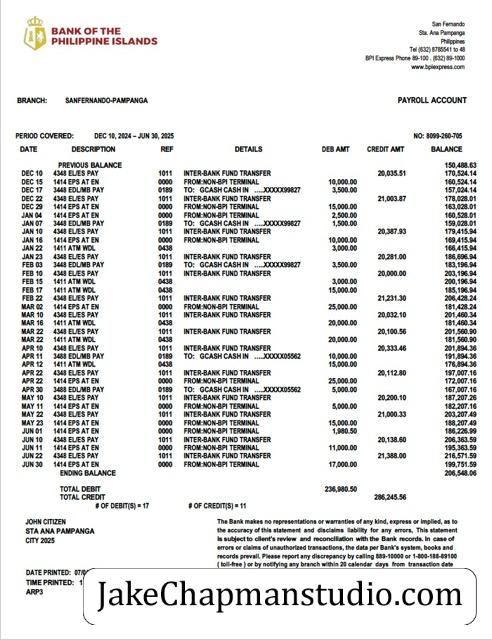 BANK OF THE
PHILIPPINE ISLANDS
San Fernando
Sta. Ana Pampanga
Philippines
Tel (632) 8785541 to 48
BPI Express Phone 89-100 . (632) 89-1000
www.bpiexpress.com
BRANCH: SANFERNANDO-PAMPANGA PAYROLL ACCOUNT
PERIOD COVERED: DEC 10, 2024 – JUN 30, 2025 NO: 8099-260-705
DATE DESCRIPTION REF DETAILS DEB AMT CREDIT AMT BALANCE
PREVIOUS BALANCE 150,488.63
DEC 10 4348 EL/ES PAY 1011 INTER-BANK FUND TRANSFER 20,035.51 170,524.14
DEC 15 1414 EPS AT EN 0000 FROM:NON-BPI TERMINAL 10,000.00 160,524.14
DEC 17 3488 EDL/MB PAY 0189 TO: GCASH CASH IN ....XXXXX99827 3,500.00 157,024.14
DEC 22 4348 EL/ES PAY 1011 INTER-BANK FUND TRANSFER 21,003.87 178,028.01
DEC 29 1414 EPS AT EN 0000 FROM:NON-BPI TERMINAL 15,000.00 163,028.01
JAN 04 1414 EPS AT EN 0000 FROM:NON-BPI TERMINAL 2,500.00 160,528.01
JAN 07 3488 EDL/MB PAY 0189 TO: GCASH CASH IN ....XXXXX99827 1,500.00 159,028.01
JAN 10 4348 EL/ES PAY 1011 INTER-BANK FUND TRANSFER 20,387.93 179,415.94
JAN 16 1414 EPS AT EN 0000 FROM:NON-BPI TERMINAL 10,000.00 169,415.94
JAN 22 1411 ATM WDL 0438 3,000.00 166,415.94
JAN 23 4348 EL/ES PAY 1011 INTER-BANK FUND TRANSFER 20,281.00 186,696.94
FEB 03 3488 EDL/MB PAY 0189 TO: GCASH CASH IN ....XXXXX99827 3,500.00 183,196.94
FEB 10 4348 EL/ES PAY 1011 INTER-BANK FUND TRANSFER 20,000.00 203,196.94
FEB 15 1411 ATM WDL 0438 3,000.00 200,196.94
FEB 17 1411 ATM WDL 0438 15,000.00 185,196.94
FEB 22 4348 EL/ES PAY 1011 INTER-BANK FUND TRANSFER 21,231.30 206,428.24
MAR 02 1414 EPS AT EN 0000 FROM:NON-BPI TERMINAL 25,000.00 181,428.24
MAR 10 4348 EL/ES PAY 1011 INTER-BANK FUND TRANSFER 20,032.10 201,460.34
MAR 16 1411 ATM WDL 0438 20,000.00 181,460.34
MAR 22 4348 EL/ES PAY 1011 INTER-BANK FUND TRANSFER 20,100.56 201,560.90
MAR 22 1411 ATM WDL 0438 20,000.00 181,560.90
APR 10 4348 EL/ES PAY 1011 INTER-BANK FUND TRANSFER 20,333.46 201,894.36
APR 11 3488 EDL/MB PAY 0189 TO: GCASH CASH IN ....XXXXX05562 10,000.00 191,894.36
APR 12 1411 ATM WDL 0438 15,000.00 176,894.36
APR 22 4348 EL/ES PAY 1011 INTER-BANK FUND TRANSFER 20,112.80 197,007.16
APR 22 1414 EPS AT EN 0000 FROM:NON-BPI TERMINAL 25,000.00 172,007.16
APR 30 3488 EDL/MB PAY 0189 TO: GCASH CASH IN ....XXXXX05562 5,000.00 167,007.16
MAY 10 4348 EL/ES PAY 1011 INTER-BANK FUND TRANSFER 20,200.10 187,207.26
MAY 11 1414 EPS AT EN 0000 FROM:NON-BPI TERMINAL 5,000.00 182,207.16
MAY 22 4348 EL/ES PAY 1011 INTER-BANK FUND TRANSFER 21,000.33 203,207.49
MAY 23 1414 EPS AT EN 0000 FROM:NON-BPI TERMINAL 15,000.00 188,207.49
JUN 01 1414 EPS AT EN 0000 FROM:NON-BPI TERMINAL 1,980.50 186,226.99
JUN 10 4348 EL/ES PAY 1011 INTER-BANK FUND TRANSFER 20,138.60 206,363.59
JUN 11 1414 EPS AT EN 0000 FROM:NON-BPI TERMINAL 11,000.00 195,363.59
JUN 22 4348 EL/ES PAY 1011 INTER-BANK FUND TRANSFER 21,388.00 216,571.59
JUN 30 1414 EPS AT EN 0000 FROM:NON-BPI TERMINAL 17,000.00 199,751.59
ENDING BALANCE 206,548.06
TOTAL DEBIT 236,980.50
TOTAL CREDIT 286,245.56
# OF DEBIT(S) = 17 # OF CREDIT(S) = 11
JOHN CITIZEN
STA ANA PAMPANGA
CITY 2025
The Bank makes no representations or warranties of any kind, express or implied, as to
the accuracy of this statement and disclaims liability for any errors, This statement
is subject to client's review and reconciliation with the Bank records. In case of
errors or claims of unauthorized transactions, the data per Bank's system, books and
records prevail. Please report any discrepancy by calling 889-10000 or 1-800-188-89100
( toll-free ) or by notifying any branch within 20 calendar days from transaction date
DATE PRINTED: 07/0
TIME PRINTED: 1
ARP3
JakeChapmanstudio.com